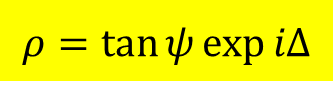 ρ = tan ψ exp iΔ